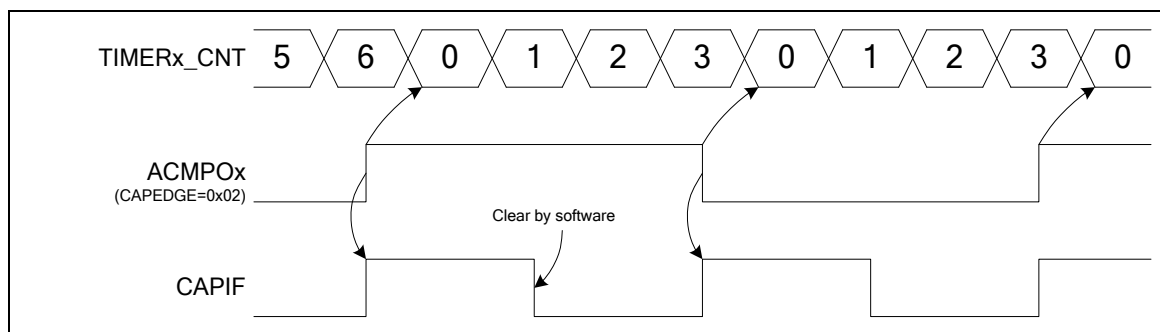 TIMERx_CNT 5 6 0 1 2 3 0 1 2 3 0
ACMPOx
(CAPEDGE=0x02)
Clear by software
CAPIF